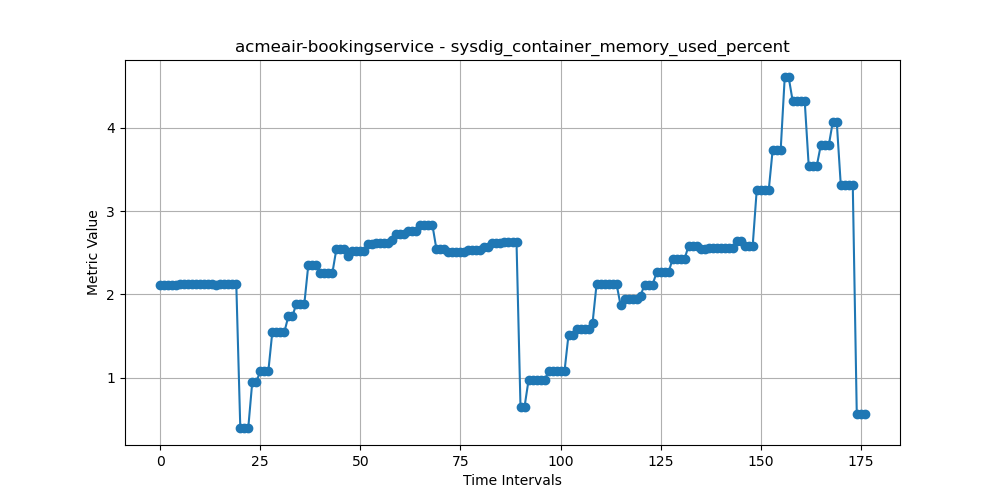 acmeair-bookingservice - sysdig_container_memory_used_percent
4
3
2
1
Metric Value
0 25 50 75 100 125 150 175
Time Intervals